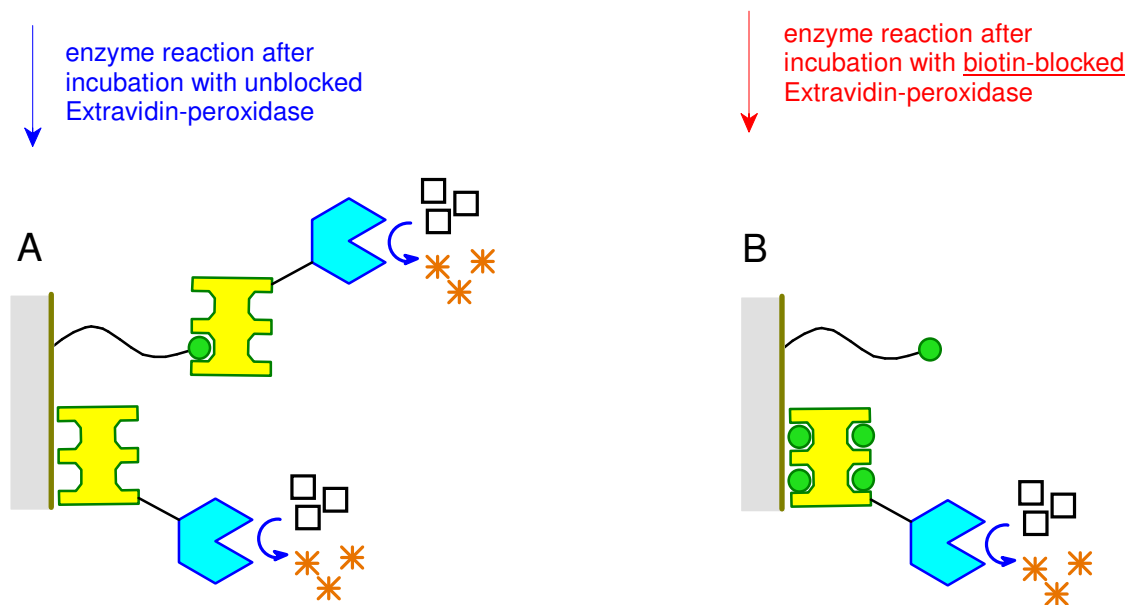 enzyme reaction after
incubation with unblocked
Extravidin-peroxidase
enzyme reaction after
incubation with biotin-blocked
Extravidin-peroxidase
A
B